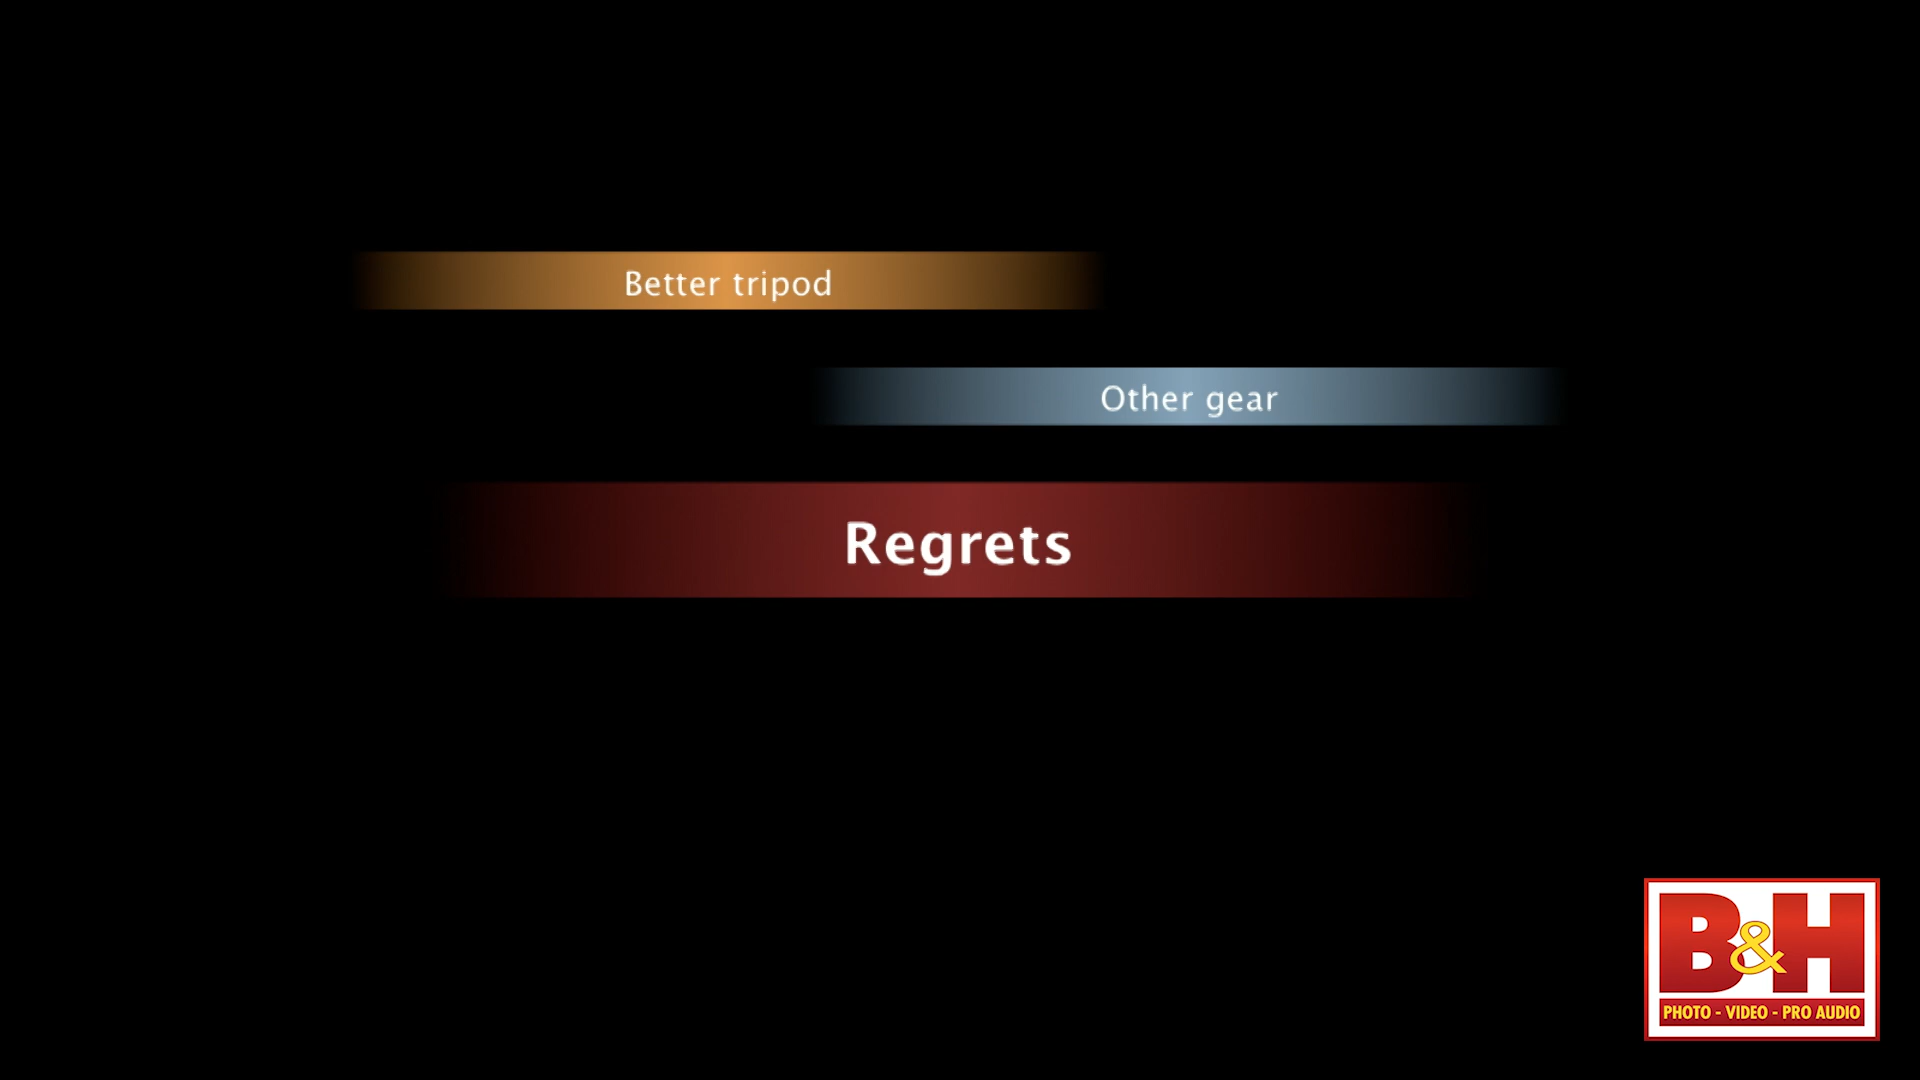 Better tripod
Other gear
Regrets
B&H
PHOTO - VIDEO - PRO AUDIO